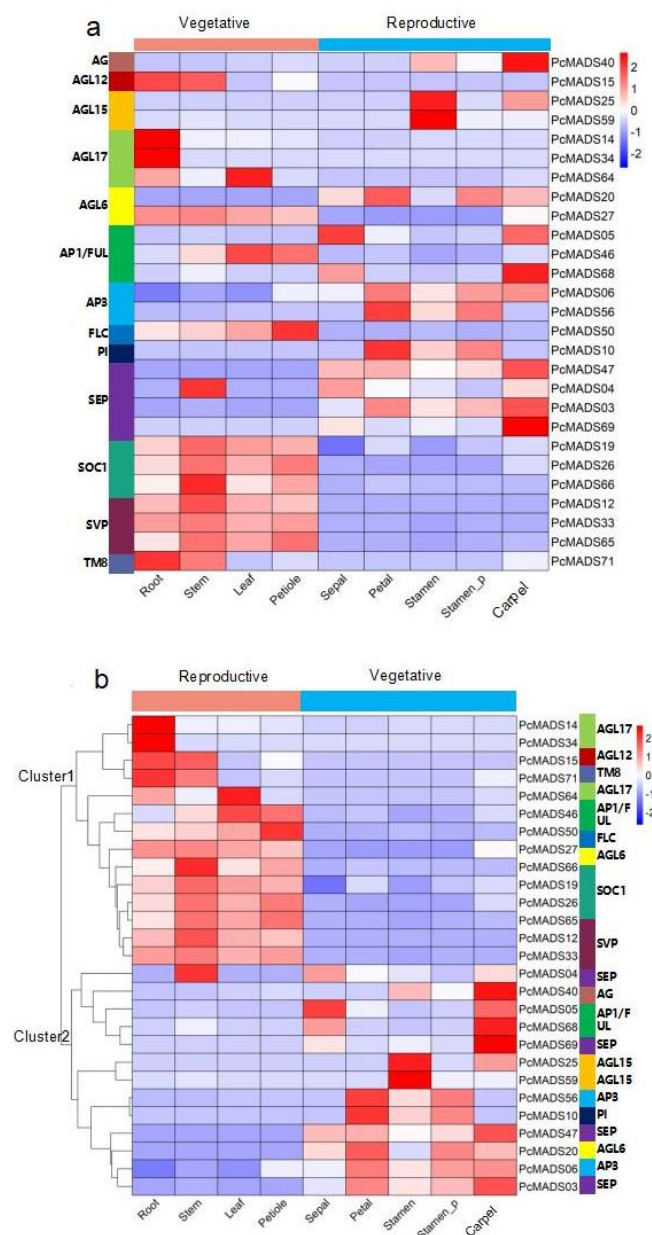 a
Vegetative Reproductive
AG PcMADS40
AGL12 PcMADS15
AGL15 PcMADS25
PcMADS59
AGL17 PcMADS14
PcMADS34
PcMADS64
AGL6 PcMADS20
PcMADS27
AP1/FUL PcMADS05
PcMADS46
PcMADS68
AP3 PcMADS06
PcMADS56
FLC PcMADS50
PI PcMADS10
SEP PcMADS47
PcMADS04
PcMADS03
PcMADS69
SOC1 PcMADS19
PcMADS26
PcMADS66
SVP PcMADS12
PcMADS33
PcMADS65
TM8 PcMADS71
2
1
0
-1
-2
Root Stem Leaf Petiole Sepal Petal Stamen Stamen_p Carpel
b
Reproductive Vegetative
Cluster1
Cluster2
PcMADS14
PcMADS34
PcMADS15
PcMADS71
PcMADS64
PcMADS46
PcMADS50
PcMADS27
PcMADS66
PcMADS19
PcMADS26
PcMADS65
PcMADS12
PcMADS33
PcMADS04
PcMADS40
PcMADS05
PcMADS68
PcMADS69
PcMADS25
PcMADS59
PcMADS56
PcMADS10
PcMADS47
PcMADS20
PcMADS06
PcMADS03
AGL17
AGL12
TM8
AGL17
AP1/F
UL
FLC
AGL6
SOC1
SVP
SEP
AG
AP1/F
UL
SEP
AGL15
AGL15
AP3
PI
SEP
AGL6
AP3
SEP
2
1
0
-1
-2
Root Stem Leaf Petiole Sepal Petal Stamen Stamen_p Carpel